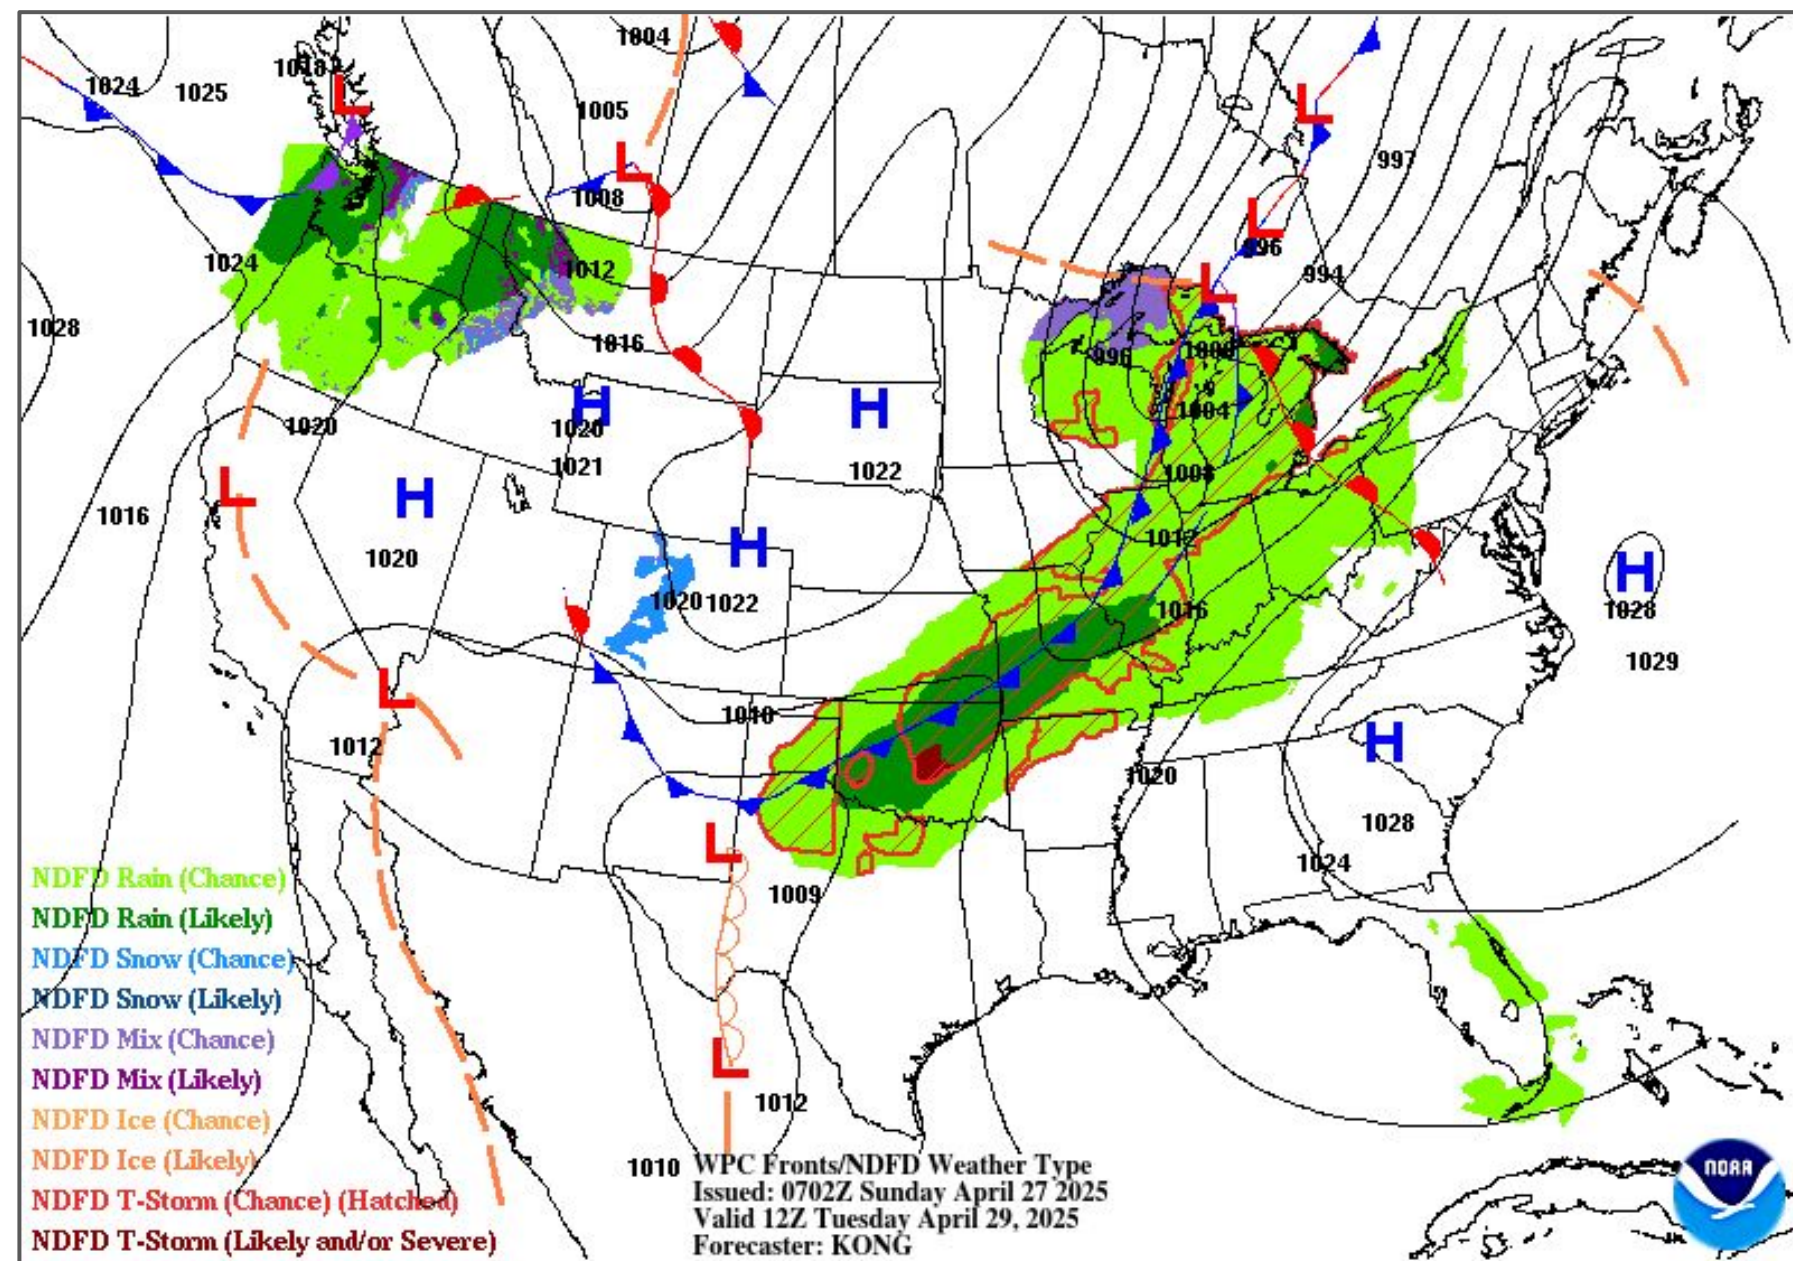 1004
1018
1024
1025
L
1005
L
L
997
L
1008
L
996
1024
1012
994
L
1028
1016
996
1000
H
H
H
1004
1020
1020
1021
1022
1008
L
H
1016
1012
H
1020
1020
1022
1016
H
1028
1029
L
1016
1012
H
1020
1028
L
1024
1009
NDFD Rain (Chance)
NDFD Rain (Likely)
NDFD Snow (Chance)
NDFD Snow (Likely)
NDFD Mix (Chance)
NDFD Mix (Likely)
NDFD Ice (Chance)
NDFD Ice (Likely)
NDFD T-Storm (Chance) (Hatched)
NDFD T-Storm (Likely and/or Severe)
L
1012
1010
WPC Fronts/NDFD Weather Type
Issued: 0702Z Sunday April 27 2025
Valid 12Z Tuesday April 29, 2025
Forecaster: KONG
NOAA